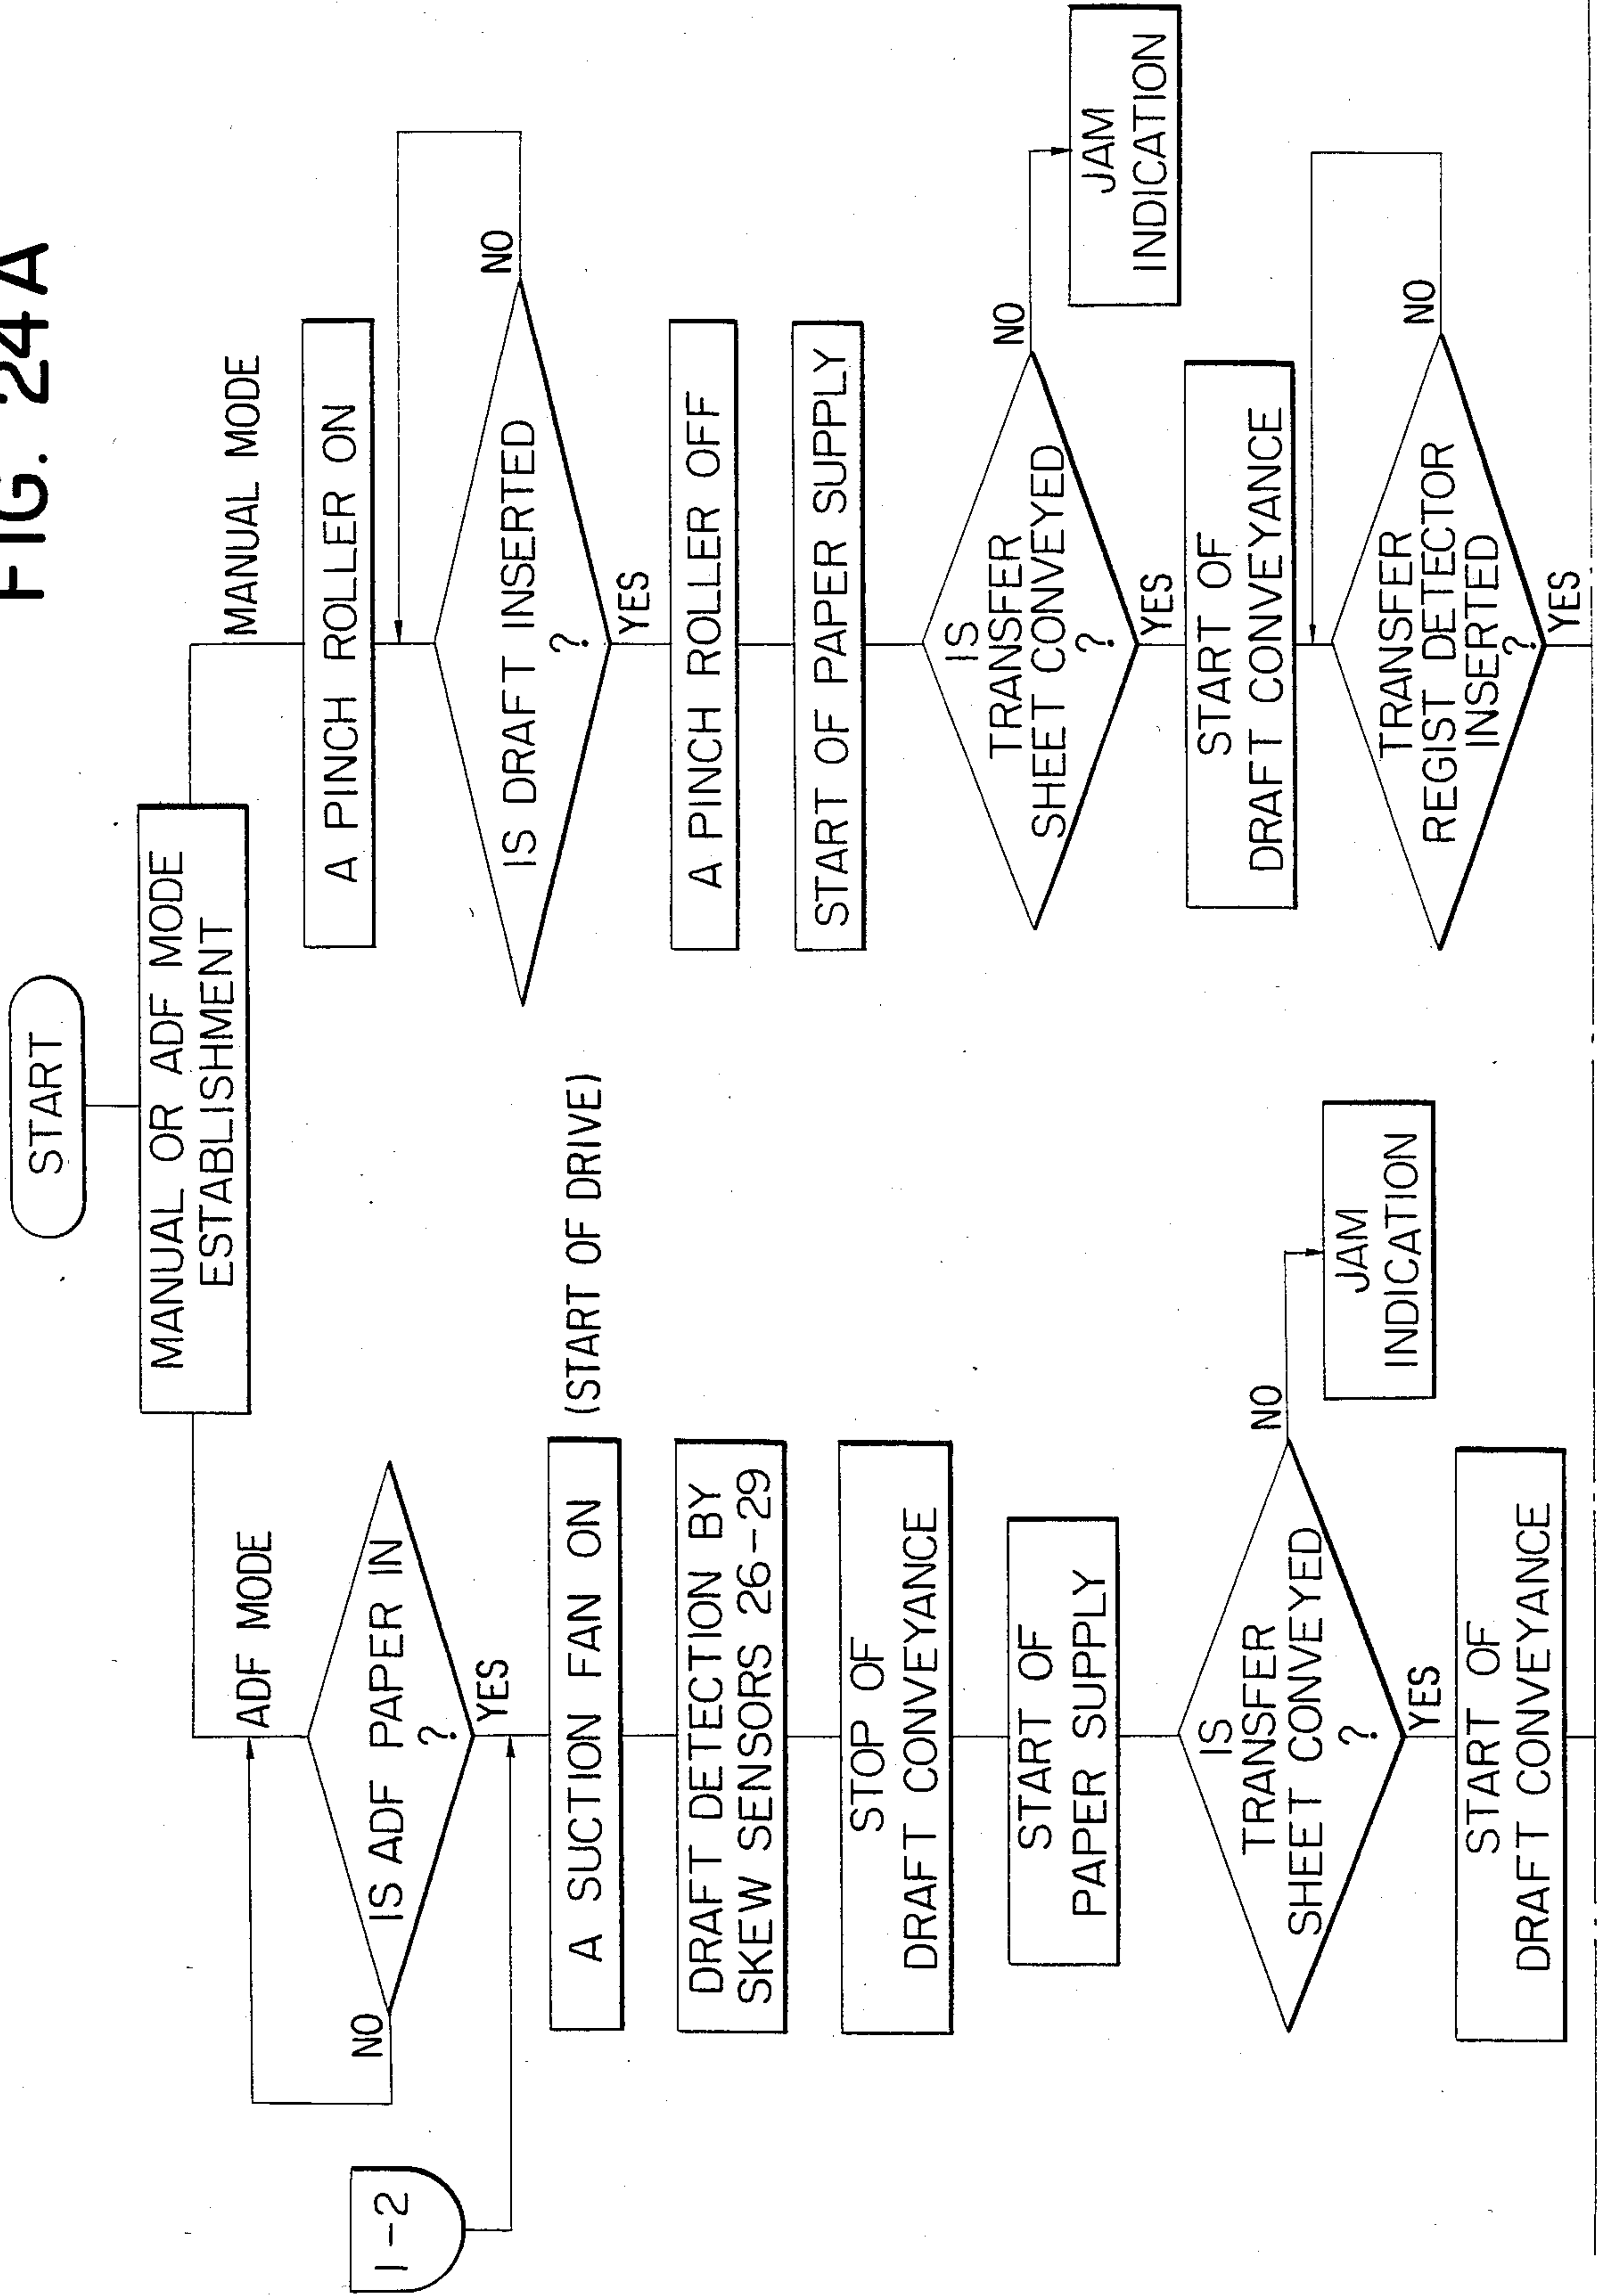 FIG. 24A
START
MANUAL OR ADF MODE
ESTABLISHMENT
ADF MODE
IS ADF PAPER IN
?
NO
YES
1-2
A SUCTION FAN ON
(START OF DRIVE)
DRAFT DETECTION BY
SKEW SENSORS 26-29
STOP OF
DRAFT CONVEYANCE
START OF
PAPER SUPPLY
IS
TRANSFER
SHEET CONVEYED
?
NO
JAM
INDICATION
YES
START OF
DRAFT CONVEYANCE
MANUAL MODE
A PINCH ROLLER ON
IS DRAFT INSERTED
?
NO
YES
A PINCH ROLLER OFF
START OF PAPER SUPPLY
IS
TRANSFER
SHEET CONVEYED
?
NO
JAM
INDICATION
YES
START OF
DRAFT CONVEYANCE
TRANSFER
REGIST DETECTOR
INSERTED
?
NO
YES